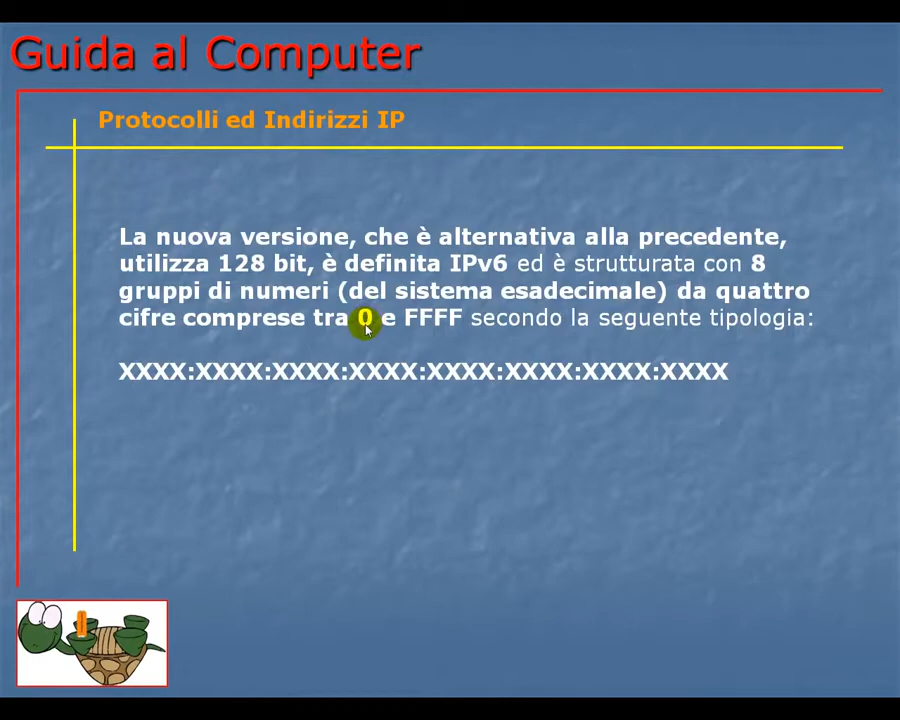 Guida al Computer
Protocolli ed Indirizzi IP
La nuova versione, che è alternativa alla precedente,
utilizza 128 bit, è definita IPv6 ed è strutturata con 8
gruppi di numeri (del sistema esadecimale) da quattro
cifre comprese tra 0 e FFFF secondo la seguente tipologia:
XXXX:XXXX:XXXX:XXXX:XXXX:XXXX:XXXX:XXXX